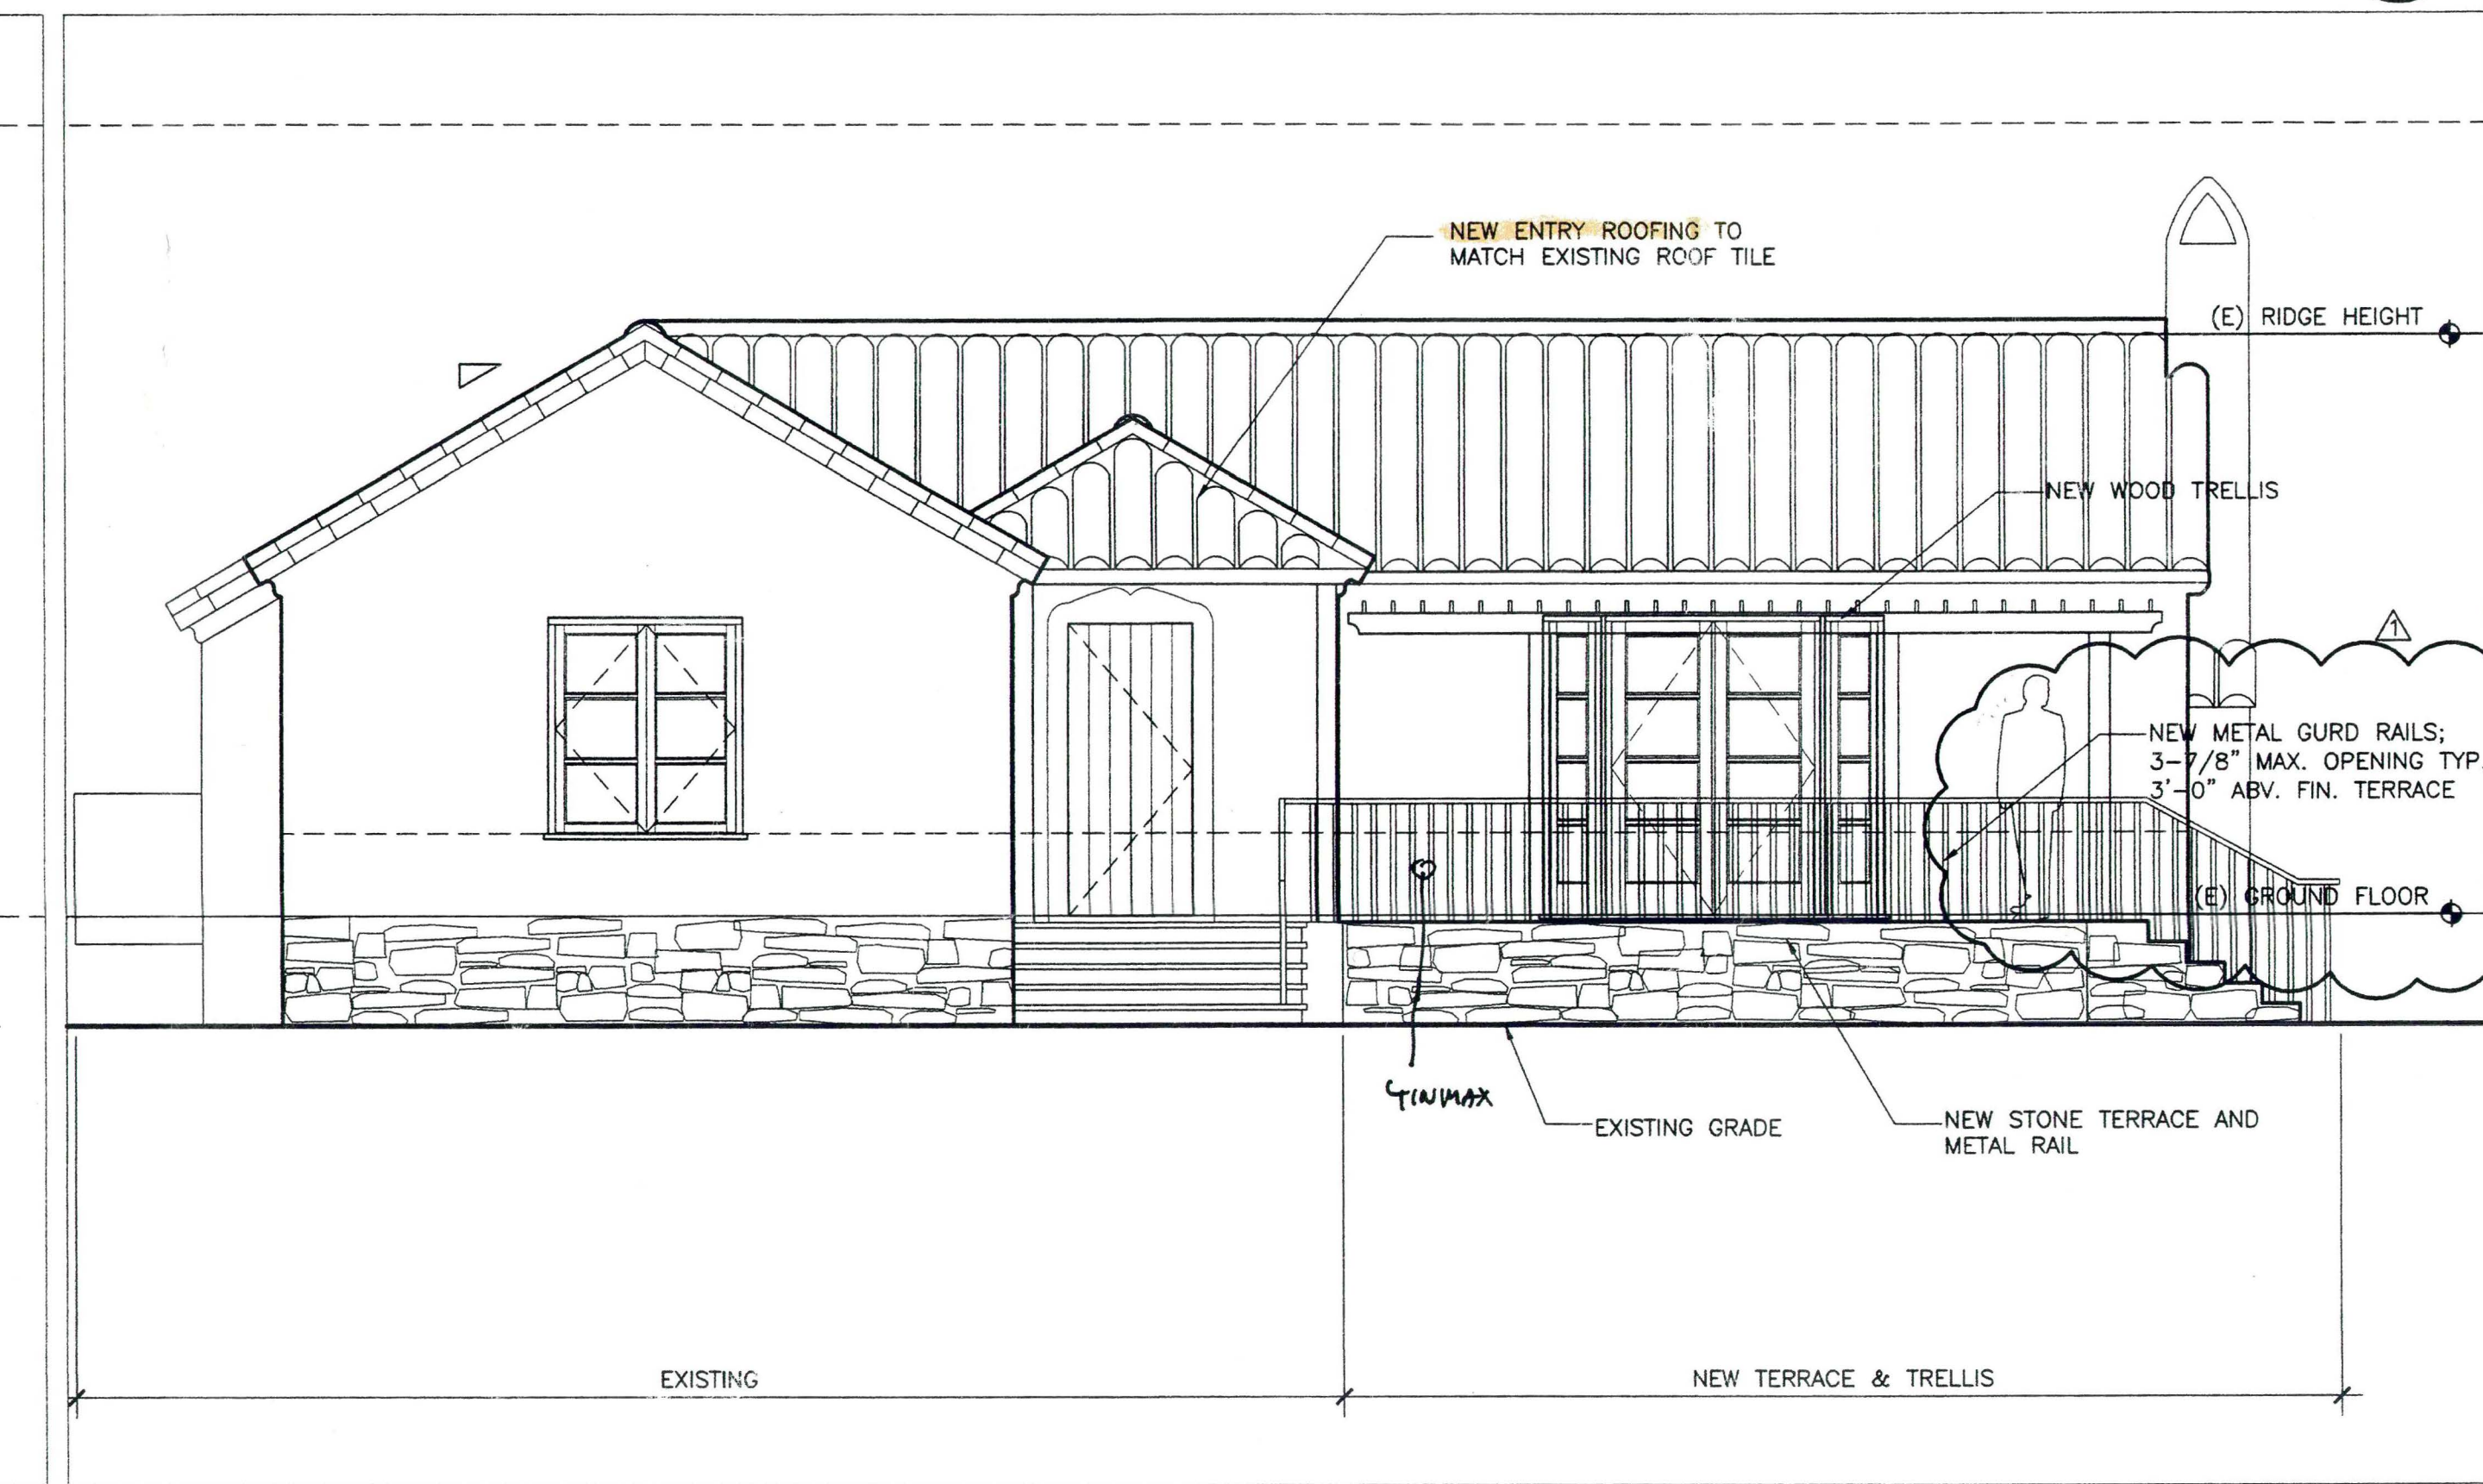 NEW ENTRY ROOFING TO
MATCH EXISTING ROOF TILE
(E) RIDGE HEIGHT
NEW WOOD TRELLIS
1
NEW METAL GURD RAILS;
3-7/8" MAX. OPENING TYP.
3'-0" ABV. FIN. TERRACE
(E) GROUND FLOOR
4INMAX
EXISTING GRADE
NEW STONE TERRACE AND
METAL RAIL
EXISTING
NEW TERRACE & TRELLIS